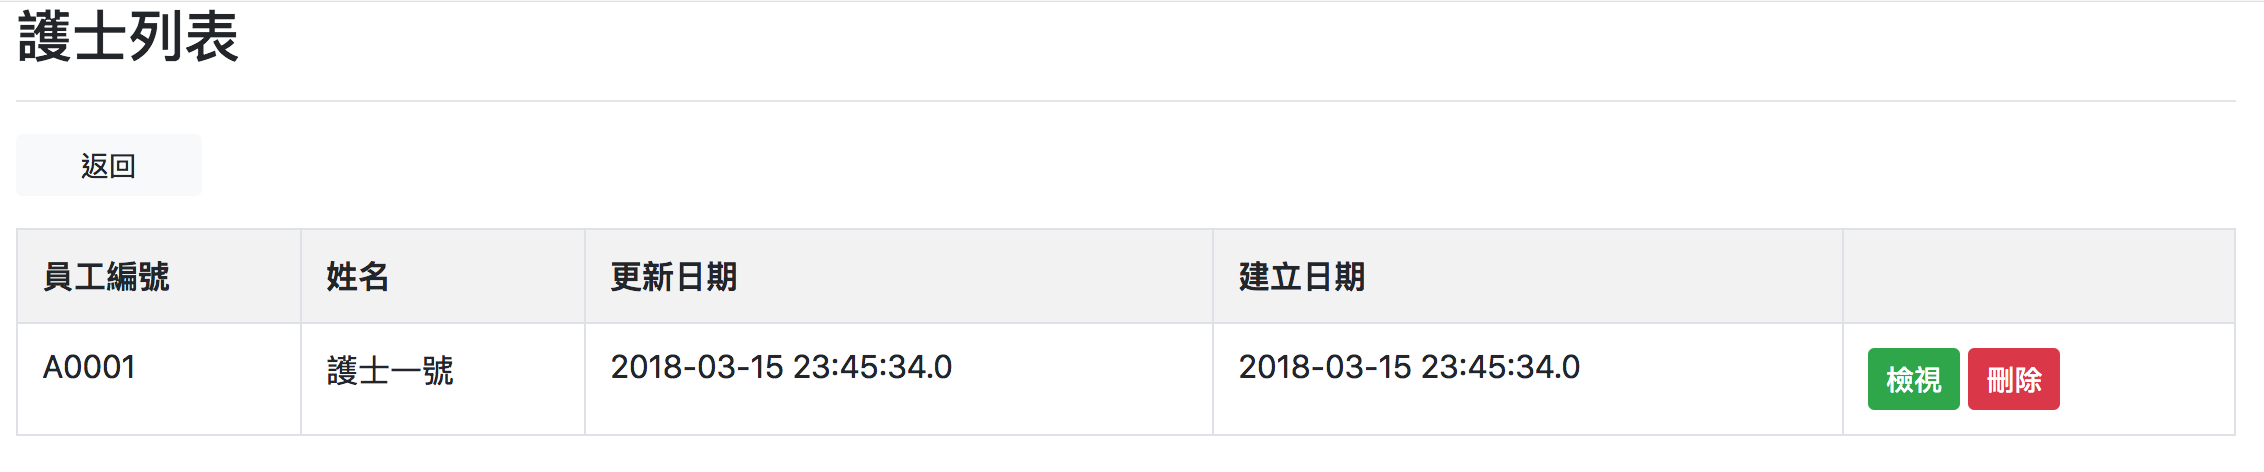 護士列表
返回
員工編號 姓名 更新日期 建立日期
A0001 護士一號 2018-03-15 23:45:34.0 2018-03-15 23:45:34.0 檢視 刪除